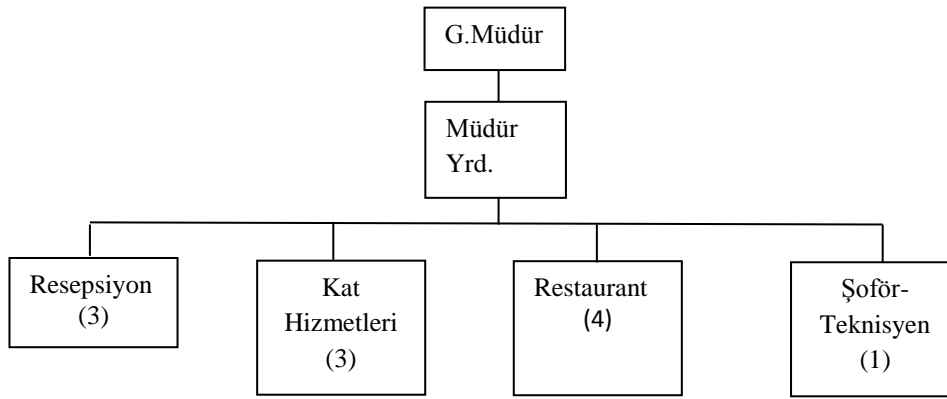 G.Müdür
Müdür
Yrd.
Resepsiyon
(3)
Kat
Hizmetleri
(3)
Restaurant
(4)
Şoför-
Teknisyen
(1)